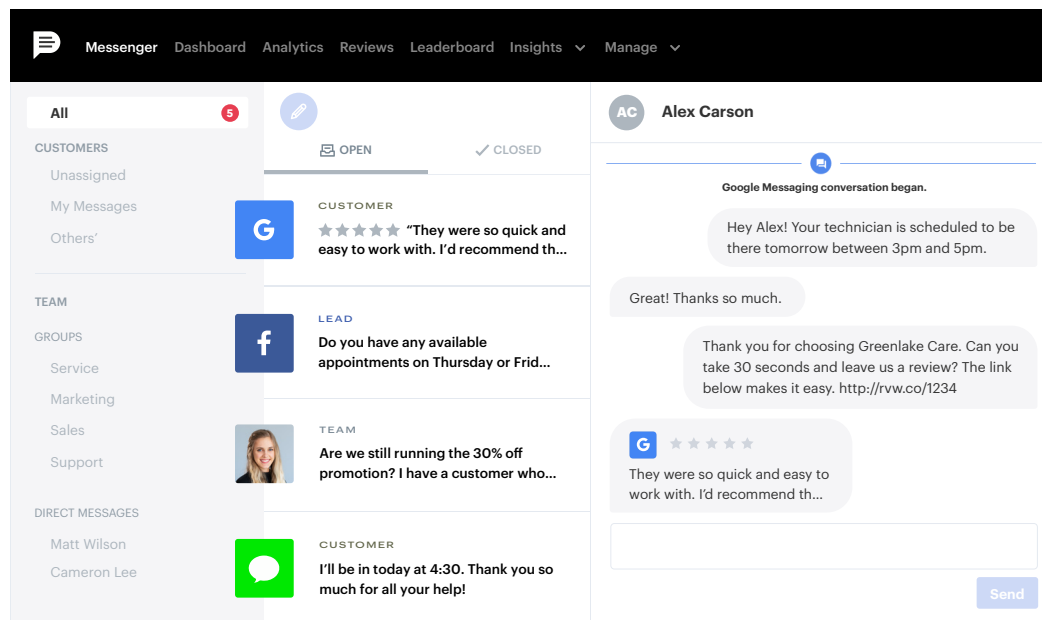 Messenger Dashboard Analytics Reviews Leaderboard Insights Manage
All 5
CUSTOMERS
Unassigned
My Messages
Others’
TEAM
GROUPS
Service
Marketing
Sales
Support
DIRECT MESSAGES
Matt Wilson
Cameron Lee
OPEN CLOSED
G
CUSTOMER
“They were so quick and
easy to work with. I’d recommend th...
f
LEAD
Do you have any available
appointments on Thursday or Frid...
TEAM
Are we still running the 30% off
promotion? I have a customer who...
CUSTOMER
I’ll be in today at 4:30. Thank you so
much for all your help!
AC Alex Carson
Google Messaging conversation began.
Hey Alex! Your technician is scheduled to be
there tomorrow between 3pm and 5pm.
Great! Thanks so much.
Thank you for choosing Greenlake Care. Can you
take 30 seconds and leave us a review? The link
below makes it easy. http://rvw.co/1234
G
They were so quick and easy to
work with. I’d recommend th...
Send